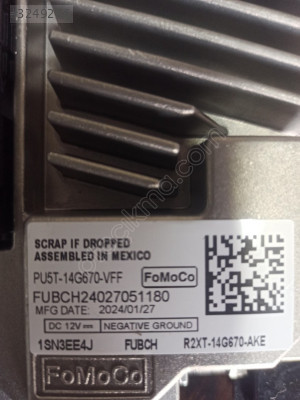 SCRAP IF DROPPED
ASSEMBLED IN MEXICO
PU5T-14G670-VFF FoMoCo
FUBCH24027051180
MFG DATE: 2024/01/27
DC 12V NEGATIVE GROUND
1SN3EE4J FUBCH R2XT-14G670-AKE
FoMoCo